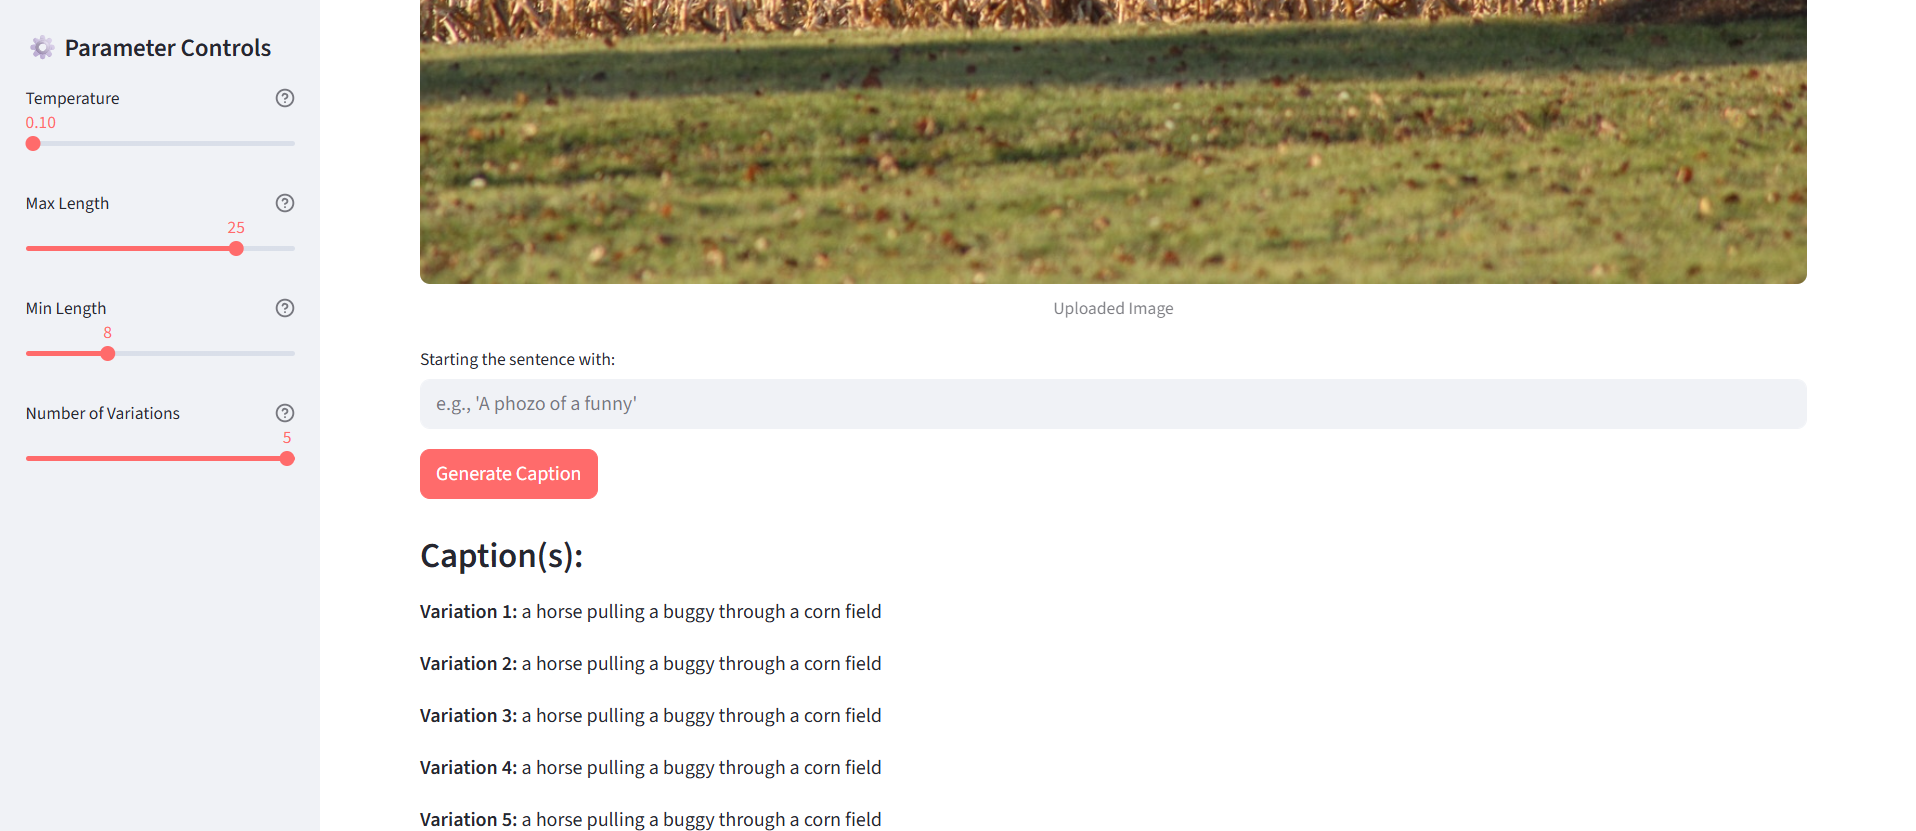 Parameter Controls
Temperature
0.10
Max Length
25
Min Length
8
Number of Variations
5
Uploaded Image
Starting the sentence with:
e.g., 'A phozo of a funny'
Generate Caption
Caption(s):
Variation 1: a horse pulling a buggy through a corn field
Variation 2: a horse pulling a buggy through a corn field
Variation 3: a horse pulling a buggy through a corn field
Variation 4: a horse pulling a buggy through a corn field
Variation 5: a horse pulling a buggy through a corn field